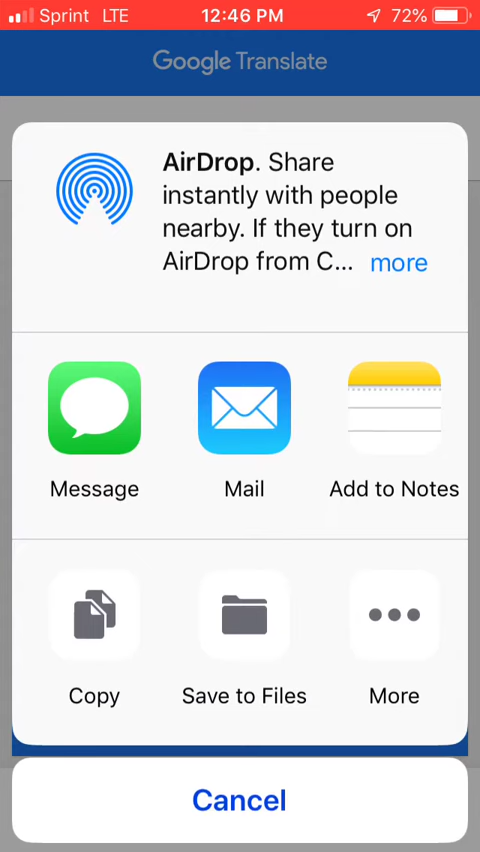 Sprint LTE 12:46 PM 72%
Google Translate
AirDrop. Share
instantly with people
nearby. If they turn on
AirDrop from C... more
Message Mail Add to Notes
Copy Save to Files More
Cancel